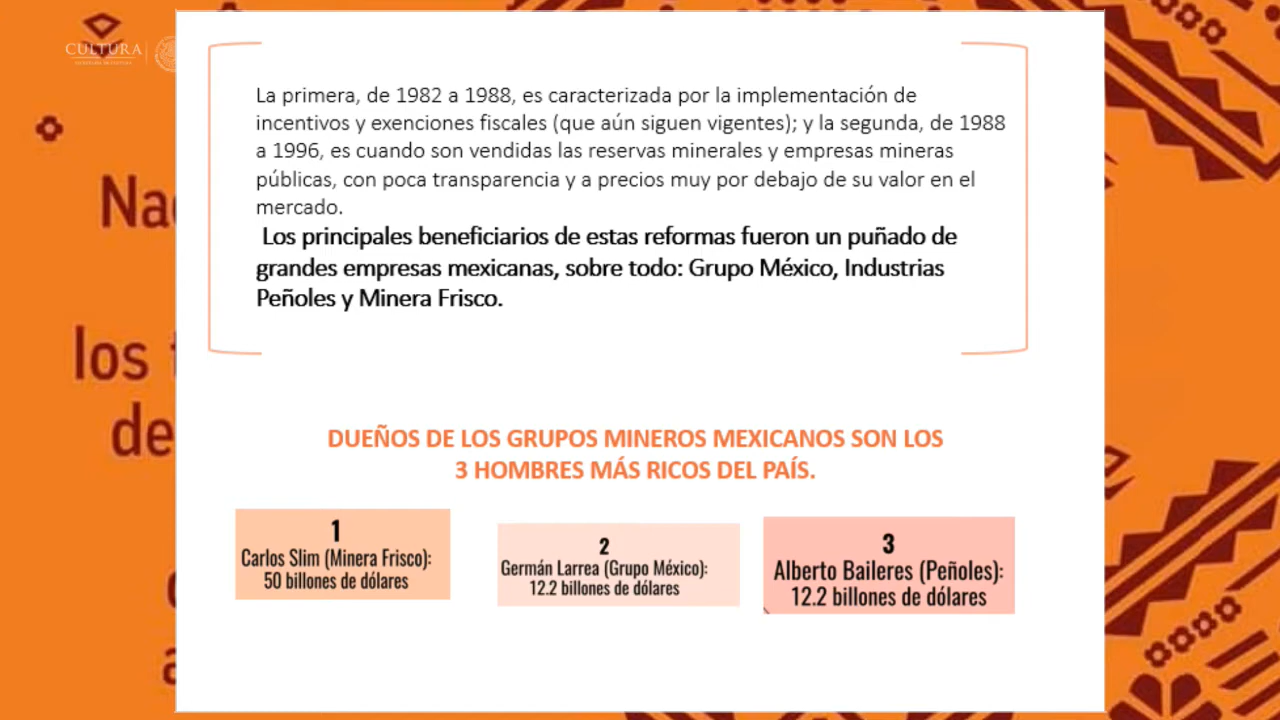 CULTURA
La primera, de 1982 a 1988, es caracterizada por la implementación de
incentivos y exenciones fiscales (que aún siguen vigentes); y la segunda, de 1988
a 1996, es cuando son vendidas las reservas minerales y empresas mineras
públicas, con poca transparencia y a precios muy por debajo de su valor en el
mercado.
Los principales beneficiarios de estas reformas fueron un puñado de
grandes empresas mexicanas, sobre todo: Grupo México, Industrias
Peñoles y Minera Frisco.
los
de
DUEÑOS DE LOS GRUPOS MINEROS MEXICANOS SON LOS
3 HOMBRES MÁS RICOS DEL PAÍS.
1
Carlos Slim (Minera Frisco):
50 billones de dólares
2
Germán Larrea (Grupo México):
12.2 billones de dólares
3
Alberto Baileres (Peñoles):
12.2 billones de dólares